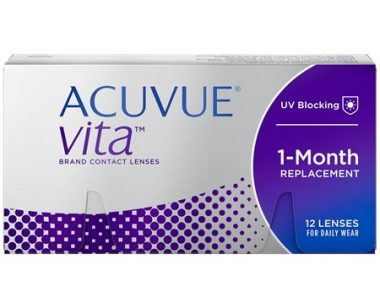 ACUVUE®
vita™
BRAND CONTACT LENSES
UV Blocking
1-Month
REPLACEMENT
12 LENSES
FOR DAILY WEAR